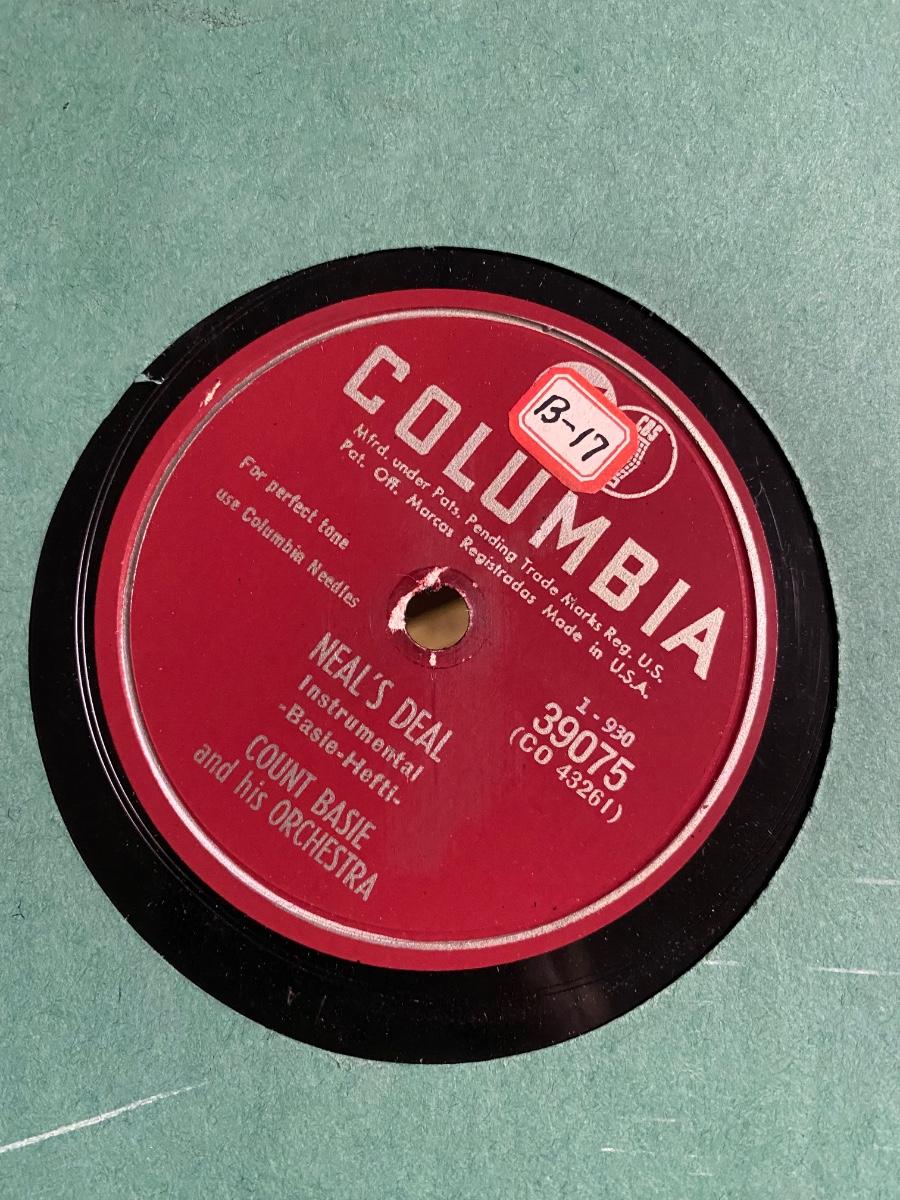 COLUMBIA
B-17
CBS
Mfrd. under Pats. Pending Trade Marks Reg. U.S.
Pat. Off. Marcas Registradas Made in U.S.A.
For perfect tone
use Columbia Needles
1-930
39075
(CO 43261)
NEAL'S DEAL
Instrumental
-Basie-Hefti-
COUNT BASIE
and his ORCHESTRA